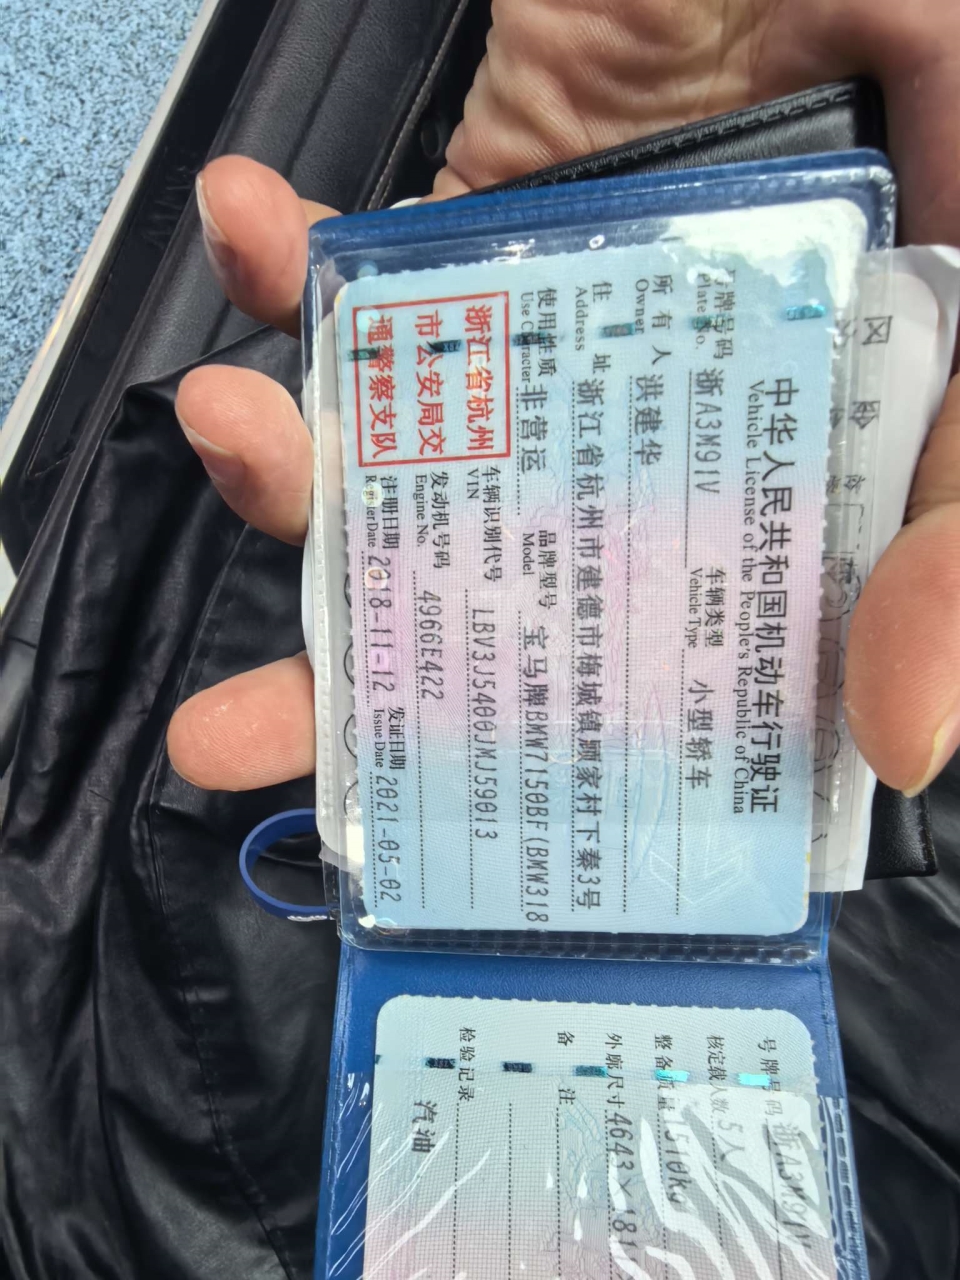 中华人民共和国机动车行驶证
Vehicle License of the People's Republic of China
号牌号码 浙A3M91V 车辆类型 小型轿车
Plate No. Vehicle Type
所有人 洪建华
Owner
住址 浙江省杭州市建德市梅城镇顾家村下秦3号
Address
使用性质 非营运 品牌型号 宝马牌BMW7150BF(BMW318
Use Character Model
浙江省杭州
市公安局交
通警察支队
车辆识别代号 LBV3J5400JMJ59013
VIN
发动机号码 4966E422
Engine No.
注册日期 2018-11-12 发证日期 2021-05-02
Register Date Issue Date
号牌号码 浙A3M91V
核定载人数 5人
整备质量 1510kg
外廓尺寸 4643×181
备注
检验记录
汽油